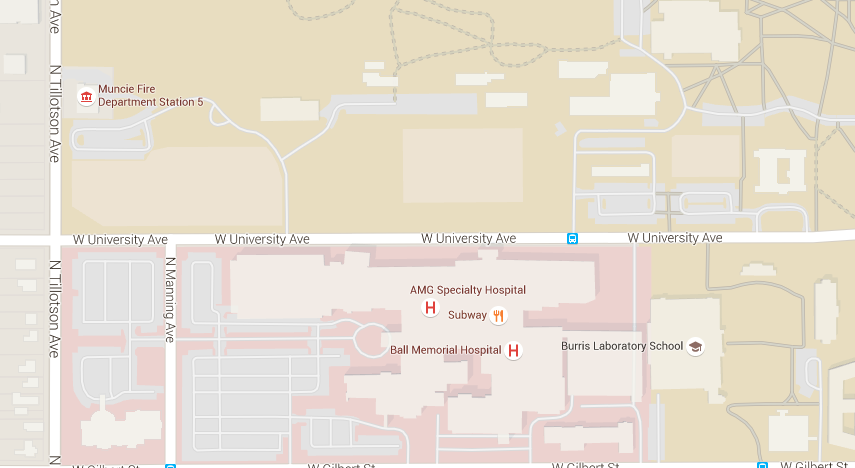 n Ave
N Tillotson Ave
Muncie Fire
Department Station 5
W University Ave
W University Ave
W University Ave
W University Ave
N Tillotson Ave
N Manning Ave
AMG Specialty Hospital
H
Subway
Ball Memorial Hospital
H
Burris Laboratory School
N
W Gilbert St
W Gilbert St
W Gilbert St
W Gilbert St